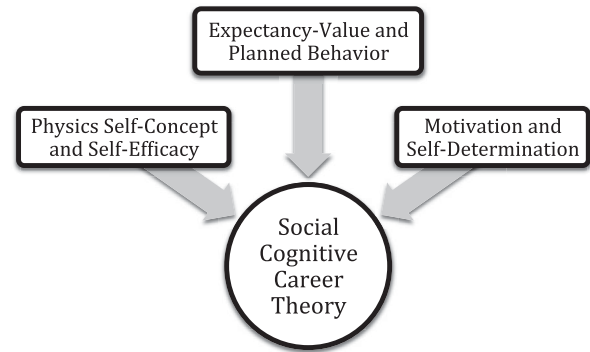 Expectancy-Value and
Planned Behavior
Physics Self-Concept
and Self-Efficacy
Motivation and
Self-Determination
Social
Cognitive
Career
Theory